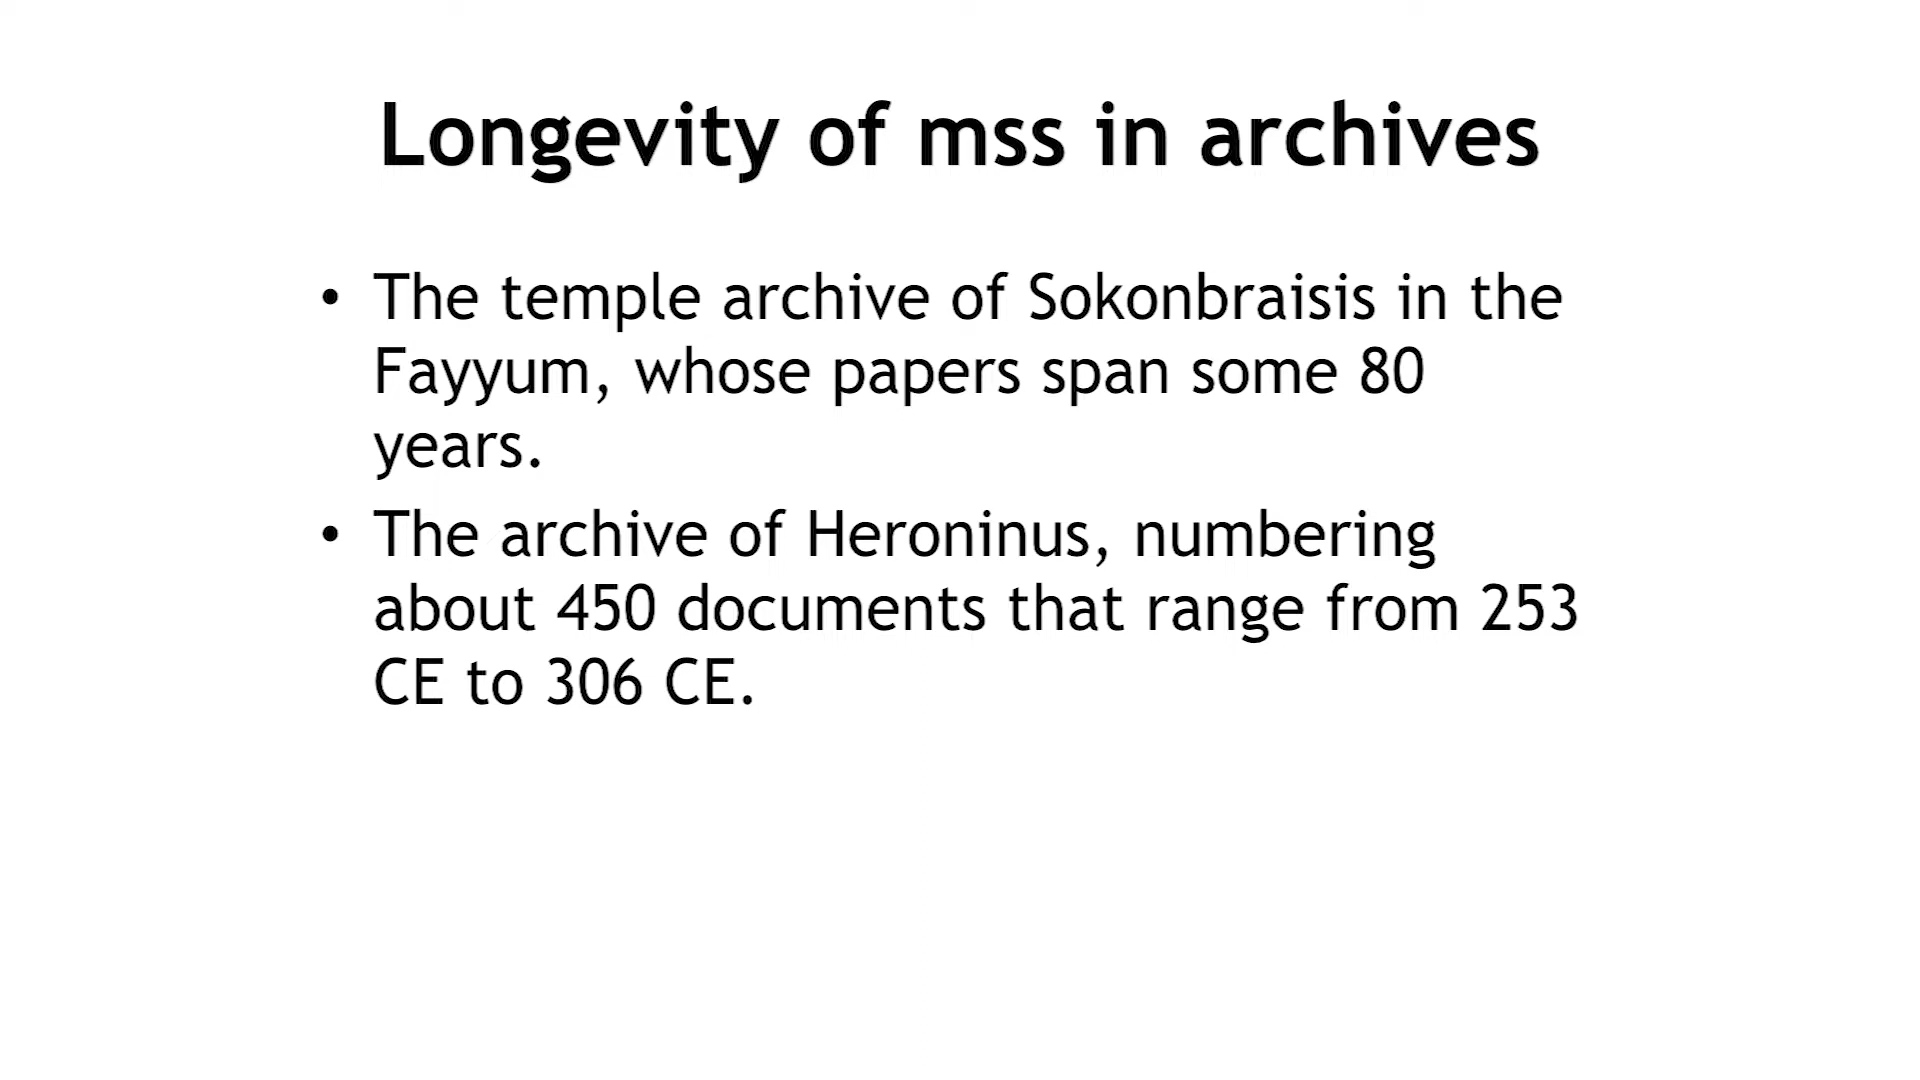 Longevity of mss in archives
• The temple archive of Sokonbraisis in the
Fayyum, whose papers span some 80
years.
• The archive of Heroninus, numbering
about 450 documents that range from 253
CE to 306 CE.